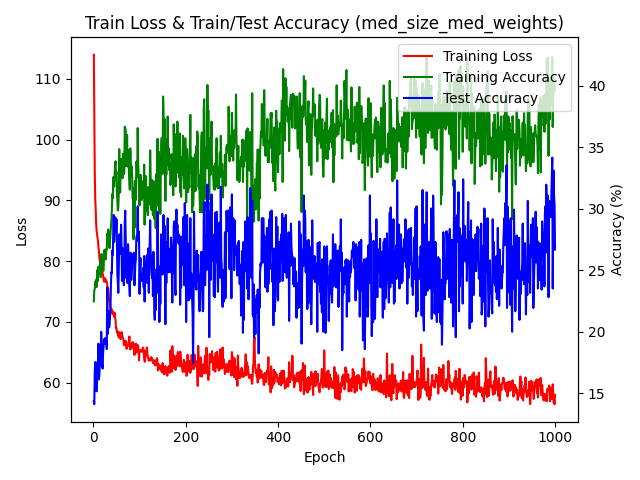 Train Loss & Train/Test Accuracy (med_size_med_weights)
Training Loss
Training Accuracy
Test Accuracy
Loss
110
100
90
80
70
60
40
35
30
25
20
15
Accuracy (%)
0 200 400 600 800 1000
Epoch